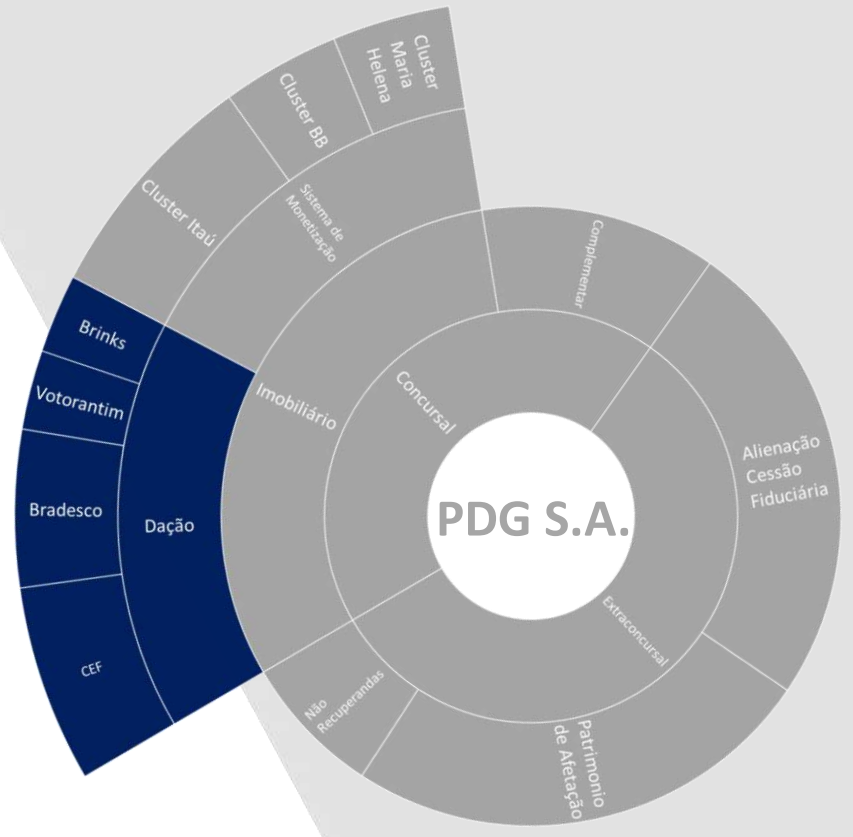 Cluster
Maria
Helena
Cluster BB
Cluster Itaú
Sistema de
Monetização
Complementar
Brinks
Votorantim
Bradesco
CEF
Dação
Imobiliário
Concursal
PDG S.A.
Alienação
Cessão
Fiduciária
Extraconcursal
Não
Recuperandas
Patrimonio
de Afetação